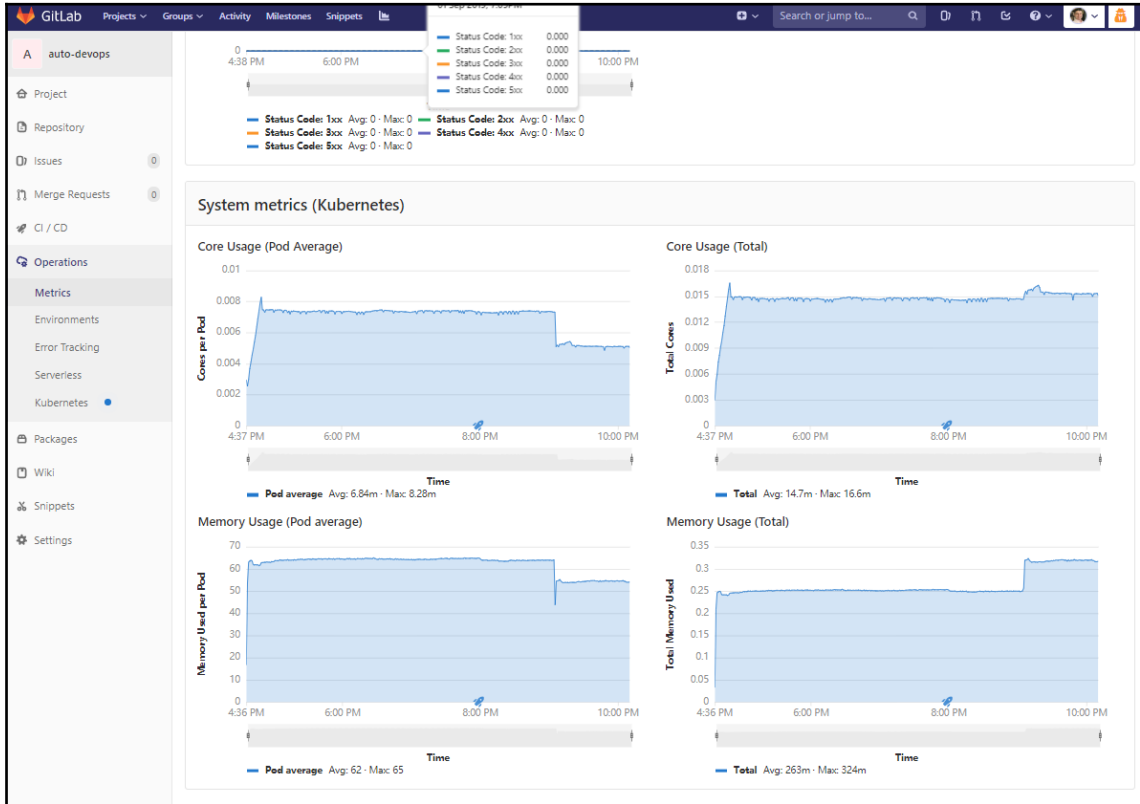 GitLab Projects Groups Activity Milestones Snippets Search or jump to...
A auto-devops
Project
Repository
Issues 0
Merge Requests 0
CI / CD
Operations
Metrics
Environments
Error Tracking
Serverless
Kubernetes
Packages
Wiki
Snippets
Settings
Status Code: 1xx 0.000
Status Code: 2xx 0.000
Status Code: 3xx 0.000
Status Code: 4xx 0.000
Status Code: 5xx 0.000
0
4:38 PM 6:00 PM 10:00 PM
Status Code: 1xx Avg: 0 · Max: 0 Status Code: 2xx Avg: 0 · Max: 0
Status Code: 3xx Avg: 0 · Max: 0 Status Code: 4xx Avg: 0 · Max: 0
Status Code: 5xx Avg: 0 · Max: 0
System metrics (Kubernetes)
Core Usage (Pod Average)
Cores per Pod
0.01
0.008
0.006
0.004
0.002
0
4:37 PM 6:00 PM 8:00 PM 10:00 PM
Time
Pod average Avg: 6.84m · Max: 8.28m
Core Usage (Total)
Total Cores
0.018
0.015
0.012
0.009
0.006
0.003
0
4:37 PM 6:00 PM 8:00 PM 10:00 PM
Time
Total Avg: 14.7m · Max: 16.6m
Memory Usage (Pod average)
Memory Used per Pod
70
60
50
40
30
20
10
0
4:36 PM 6:00 PM 8:00 PM 10:00 PM
Time
Pod average Avg: 62 · Max: 65
Memory Usage (Total)
Total Memory Used
0.35
0.3
0.25
0.2
0.15
0.1
0.05
0
4:36 PM 6:00 PM 8:00 PM 10:00 PM
Time
Total Avg: 263m · Max: 324m